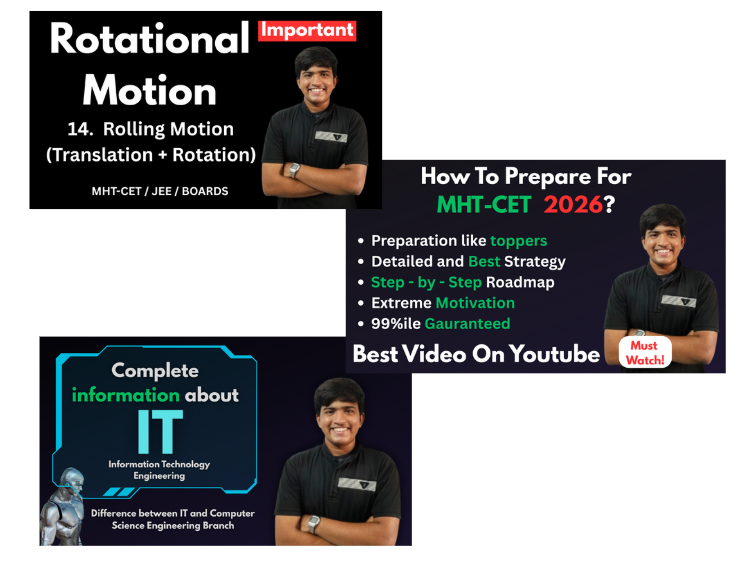 Rotational
Important
Motion
14. Rolling Motion
(Translation + Rotation)
MHT-CET / JEE / BOARDS
How To Prepare For
MHT-CET 2026?
• Preparation like toppers
• Detailed and Best Strategy
• Step - by - Step Roadmap
• Extreme Motivation
• 99%ile Gauranteed
Best Video On Youtube
Must
Watch!
Complete
information about
IT
Information Technology
Engineering
Difference between IT and Computer
Science Engineering Branch